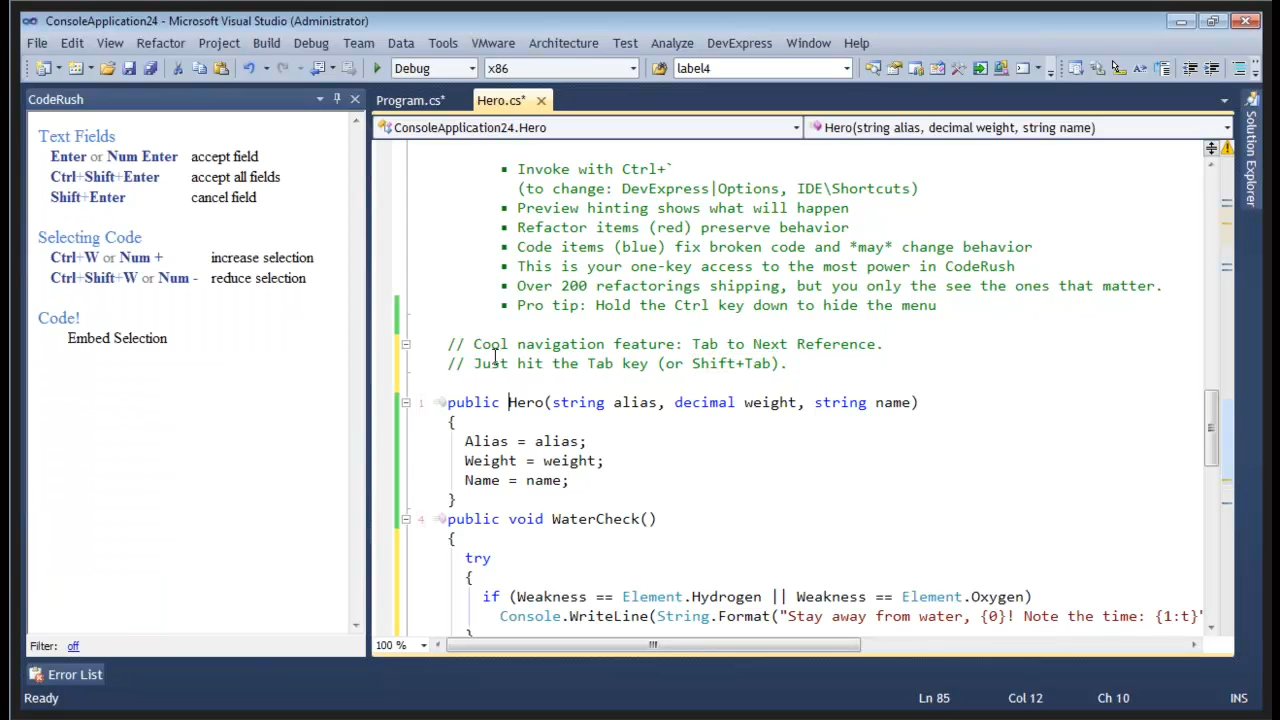 ConsoleApplication24 - Microsoft Visual Studio (Administrator)
File Edit View Refactor Project Build Debug Team Data Tools VMware Architecture Test Analyze DevExpress Window Help
Debug x86 label4
CodeRush
Text Fields
Enter or Num Enter accept field
Ctrl+Shift+Enter accept all fields
Shift+Enter cancel field
Selecting Code
Ctrl+W or Num + increase selection
Ctrl+Shift+W or Num - reduce selection
Code!
Embed Selection
Filter: off
Program.cs* Hero.cs*
ConsoleApplication24.Hero Hero(string alias, decimal weight, string name)
▪ Invoke with Ctrl+`
(to change: DevExpress|Options, IDE\Shortcuts)
▪ Preview hinting shows what will happen
▪ Refactor items (red) preserve behavior
▪ Code items (blue) fix broken code and *may* change behavior
▪ This is your one-key access to the most power in CodeRush
▪ Over 200 refactorings shipping, but you only the see the ones that matter.
▪ Pro tip: Hold the Ctrl key down to hide the menu
// Cool navigation feature: Tab to Next Reference.
// Just hit the Tab key (or Shift+Tab).
1 public Hero(string alias, decimal weight, string name)
{
Alias = alias;
Weight = weight;
Name = name;
}
4 public void WaterCheck()
{
try
{
if (Weakness == Element.Hydrogen || Weakness == Element.Oxygen)
Console.WriteLine(String.Format("Stay away from water, {0}! Note the time: {1:t}"
}
100 %
Solution Explorer
Error List
Ready Ln 85 Col 12 Ch 10 INS